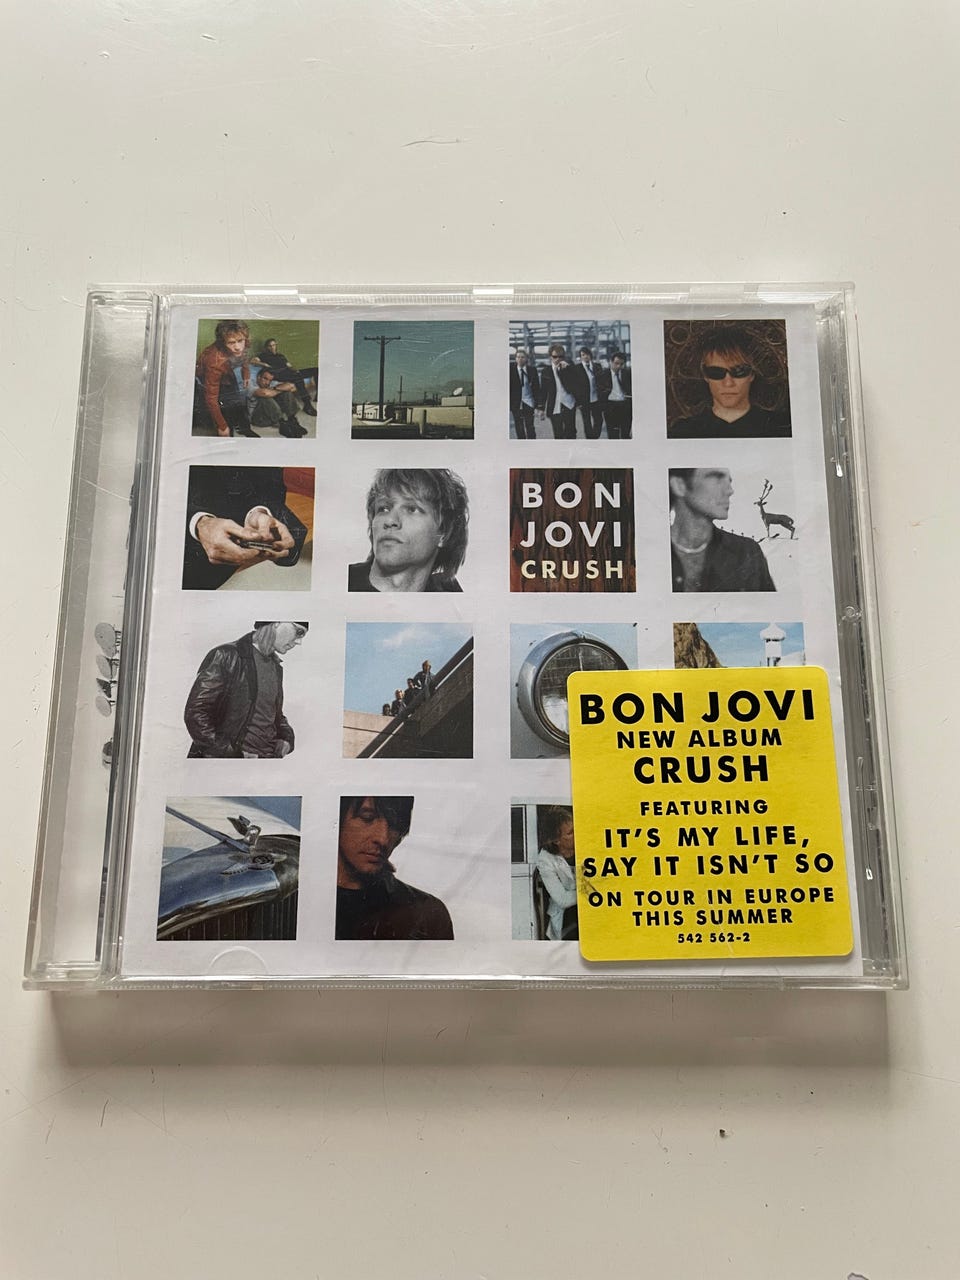 BON
JOVI
CRUSH
BON JOVI
NEW ALBUM
CRUSH
FEATURING
IT'S MY LIFE,
SAY IT ISN'T SO
ON TOUR IN EUROPE
THIS SUMMER
542 562-2